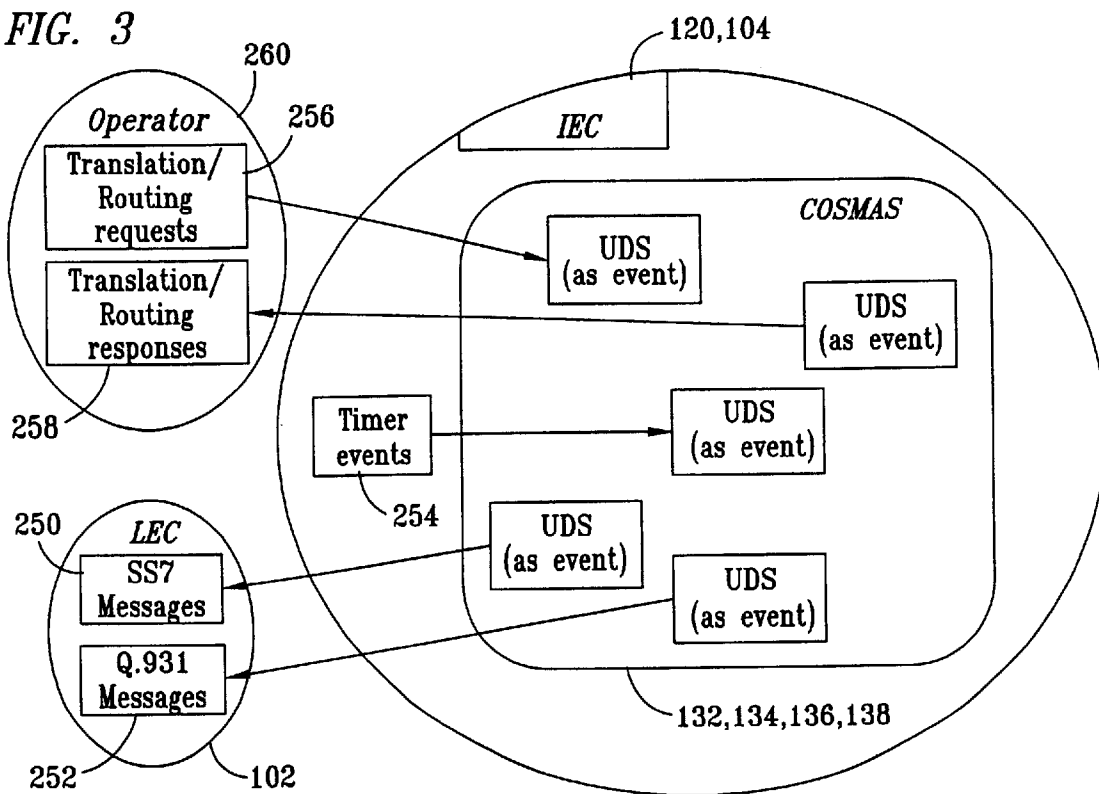 FIG. 3
120,104
260
Operator
256
Translation/
Routing
requests
Translation/
Routing
responses
258
IEC
COSMAS
UDS
(as event)
UDS
(as event)
Timer
events
254
UDS
(as event)
UDS
(as event)
UDS
(as event)
132,134,136,138
250
LEC
SS7
Messages
Q.931
Messages
252
102